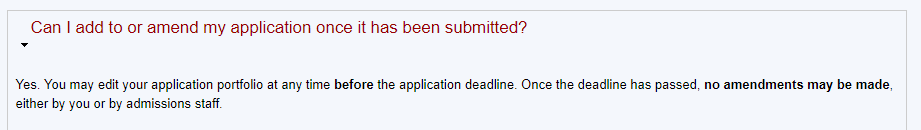 Can I add to or amend my application once it has been submitted?
Yes. You may edit your application portfolio at any time before the application deadline. Once the deadline has passed, no amendments may be made,
either by you or by admissions staff.